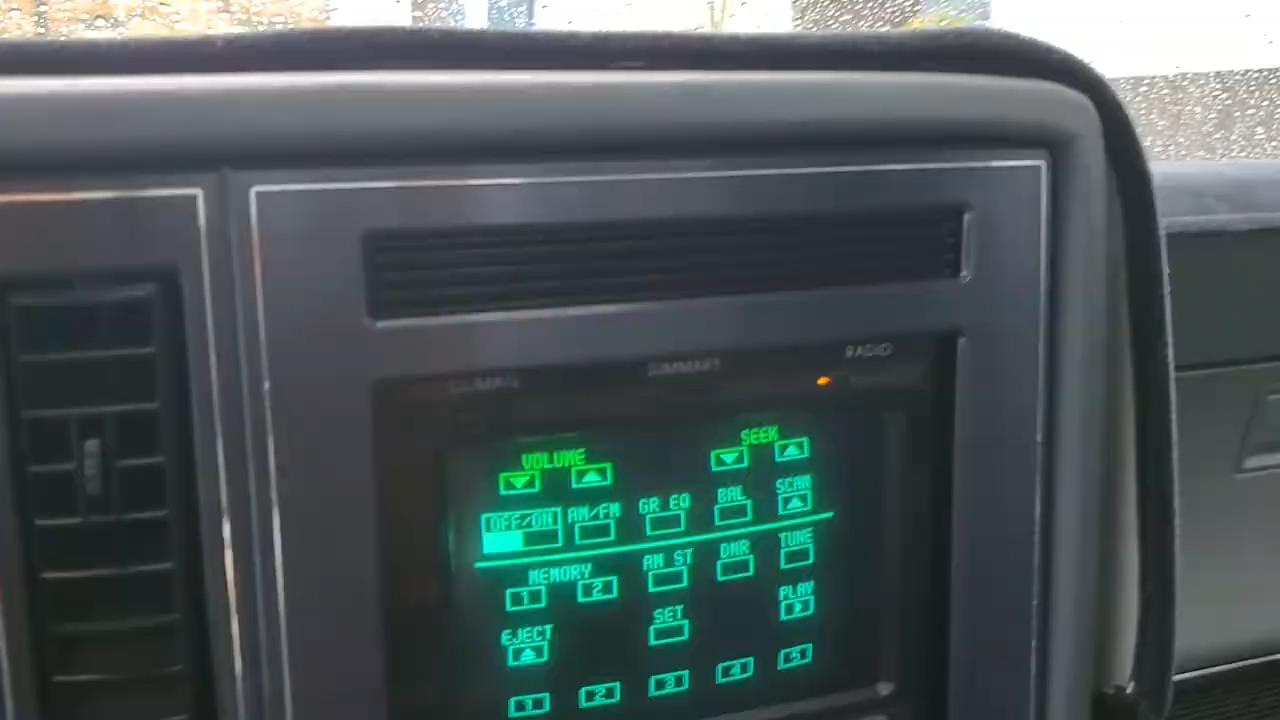 CLIMATE SUMMARY RADIO
VOLUME SEEK
OFF/ON AM/FM GR EQ BAL SCAN
MEMORY AM ST DNR TUNE
1 2
SET PLAY
EJECT
1 2 3 4 5